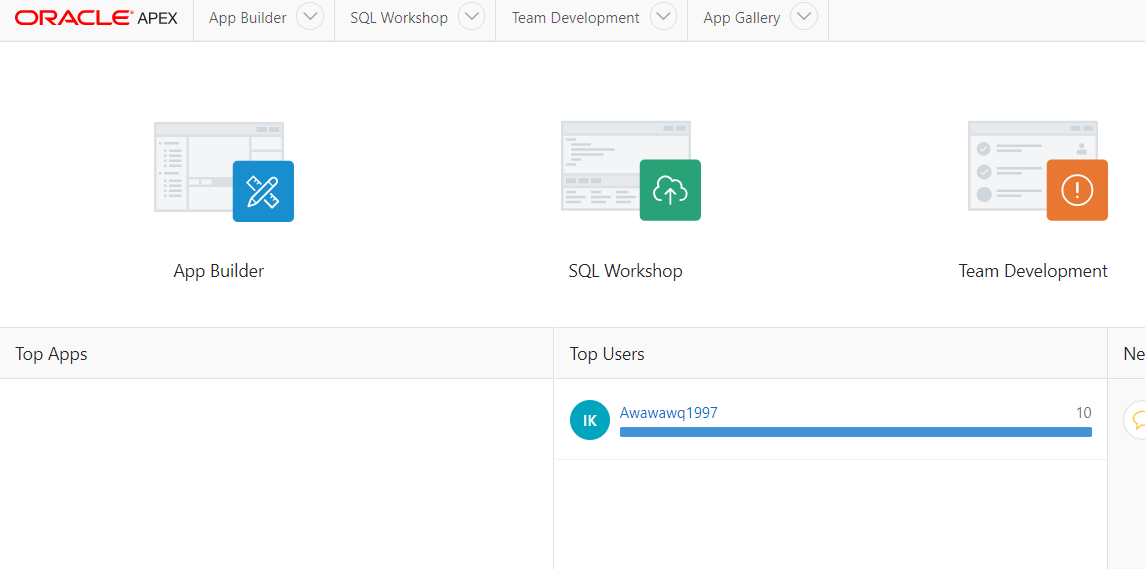 ORACLE APEX App Builder SQL Workshop Team Development App Gallery
App Builder SQL Workshop Team Development
Top Apps Top Users Ne
IK Awawawq1997 10